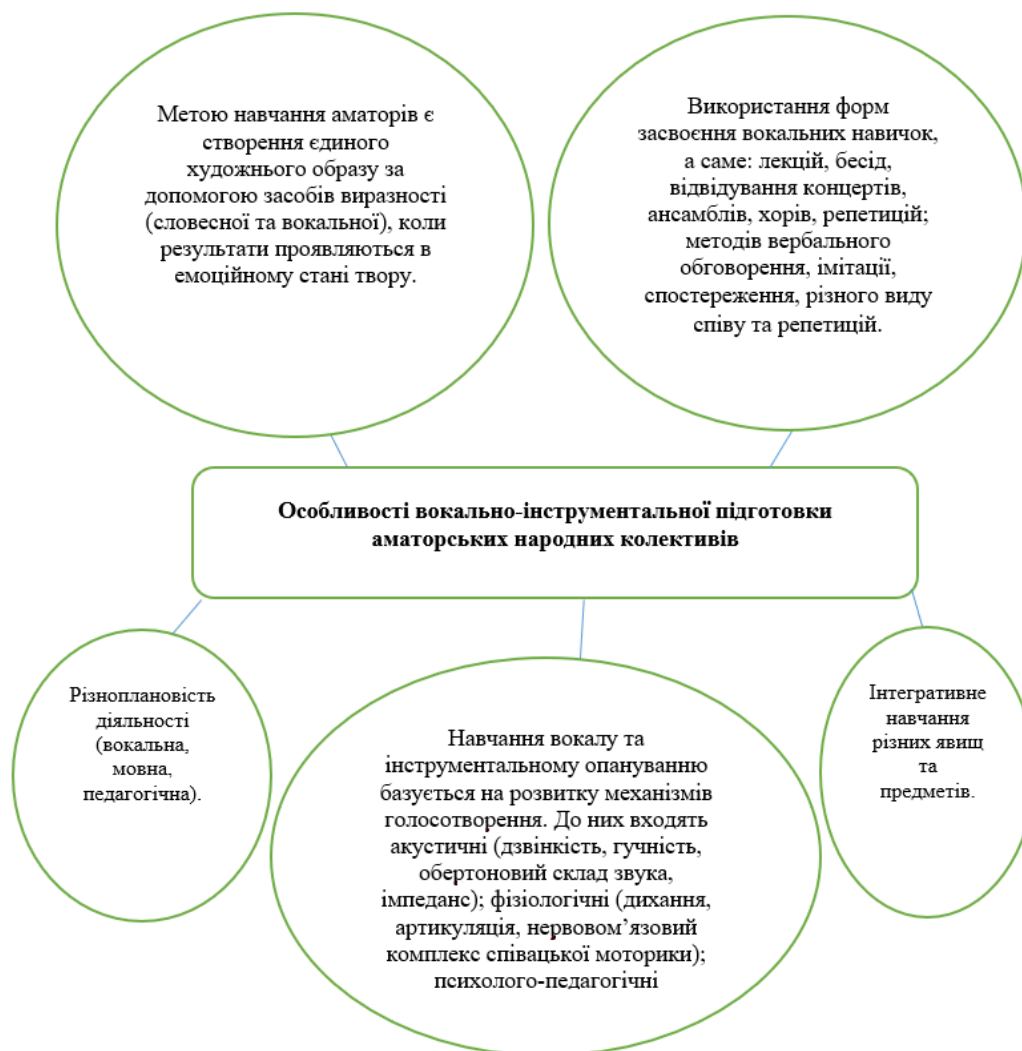 Метою навчання аматорів є
створення єдиного
художнього образу за
допомогою засобів виразності
(словесної та вокальної), коли
результати проявляються в
емоційному стані твору.
Використання форм
засвоєння вокальних навичок,
а саме: лекцій, бесід,
відвідування концертів,
ансамблів, хорів, репетицій;
методів вербального
обговорення, імітації,
спостереження, різного виду
співу та репетицій.
Особливості вокально-інструментальної підготовки
аматорських народних колективів
Різноплановість
діяльності
(вокальна,
мовна,
педагогічна).
Навчання вокалу та
інструментальному опануванню
базується на розвитку механізмів
голосотворення. До них входять
акустичні (дзвінкість, гучність,
обертоновий склад звука,
імпеданс); фізіологічні (дихання,
артикуляція, нервовом’язовий
комплекс співацької моторики);
психолого-педагогічні
Інтегративне
навчання
різних явищ
та
предметів.